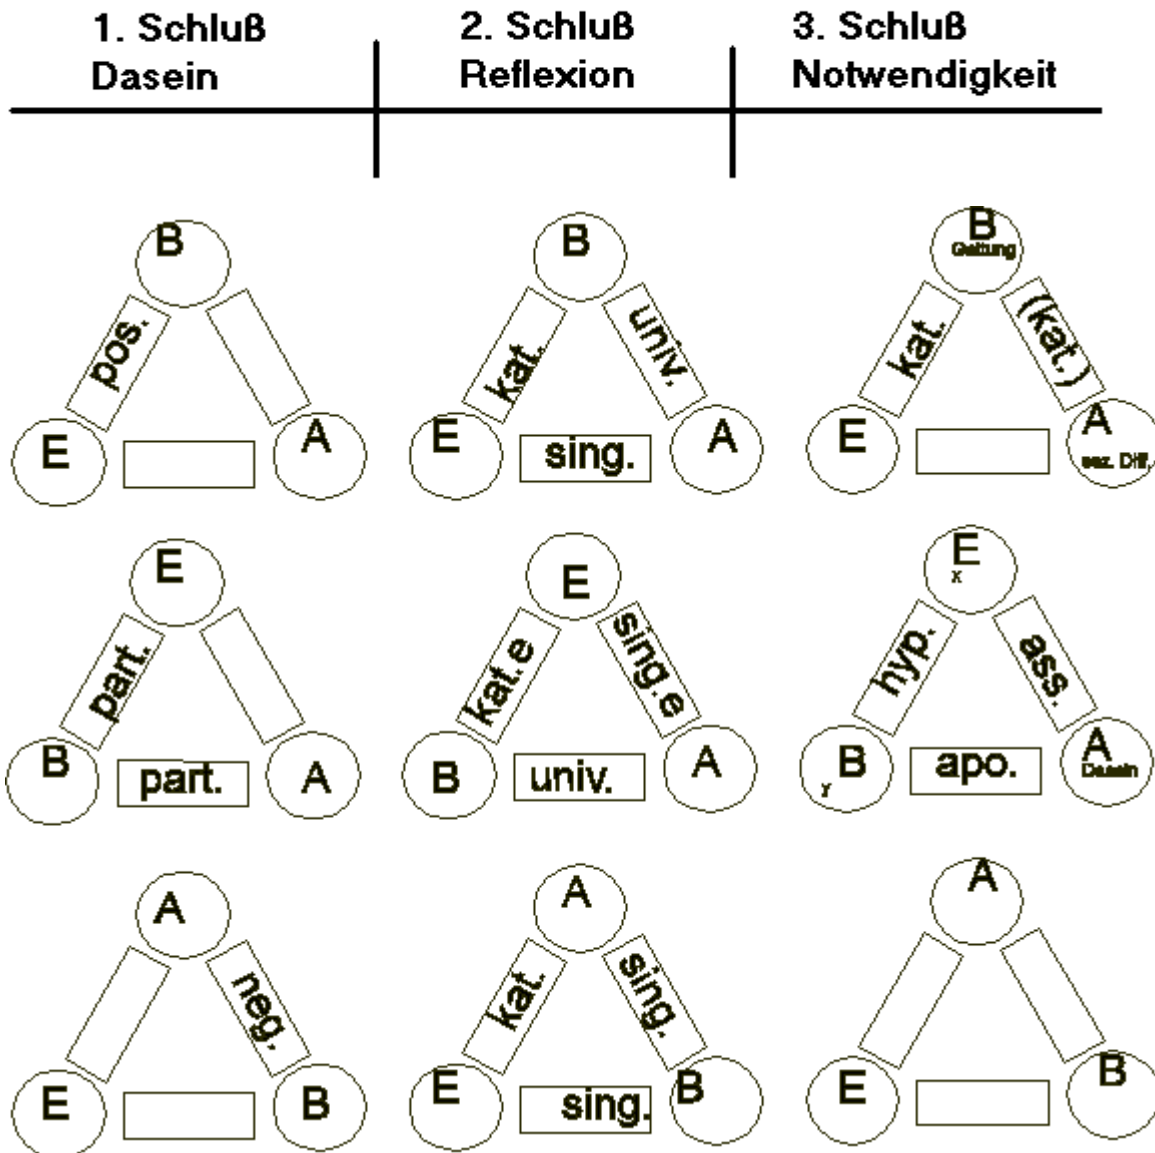 1. Schluß
Dasein
2. Schluß
Reflexion
3. Schluß
Notwendigkeit
B
pos.
E
A
B
kat.
univ.
E
sing.
A
B
Gattung
kat.
(kat.)
E
A
sez. Diff.
E
part.
B
part.
A
E
kat.e
sing.e
B
univ.
A
E
x
hyp.
ass.
B
y
apo.
A
Dasein
A
neg.
E
B
A
kat.
sing.
E
sing.
B
A
E
B